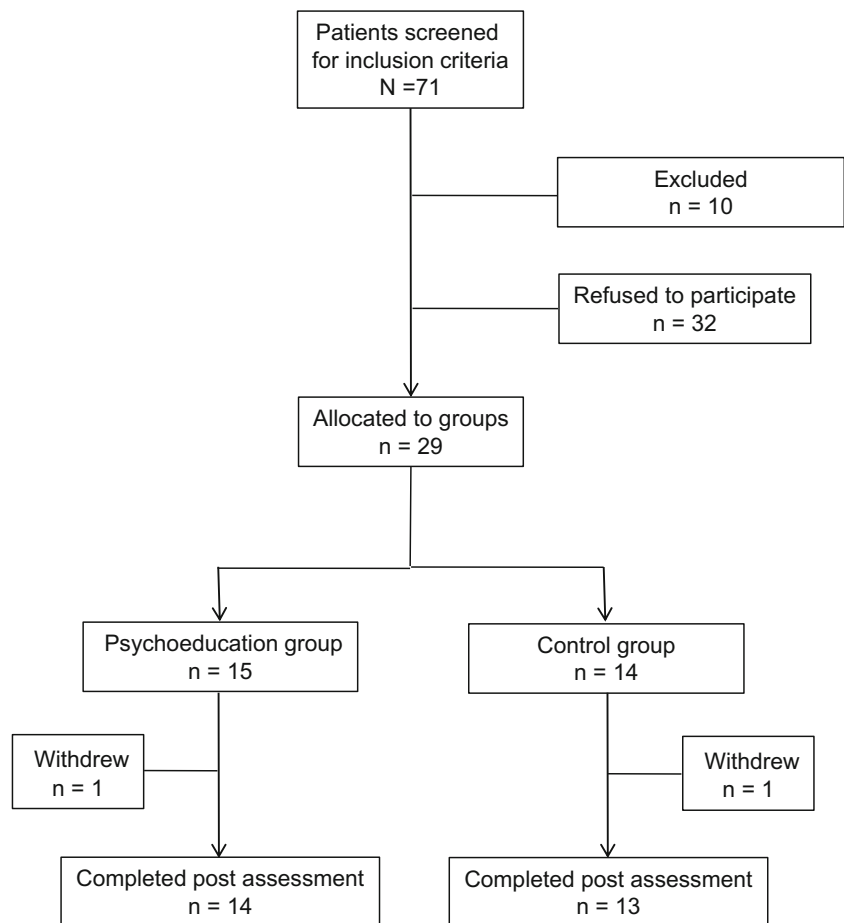 Patients screened
for inclusion criteria
N =71
Excluded
n = 10
Refused to participate
n = 32
Allocated to groups
n = 29
Psychoeducation group
n = 15
Control group
n = 14
Withdrew
n = 1
Withdrew
n = 1
Completed post assessment
n = 14
Completed post assessment
n = 13